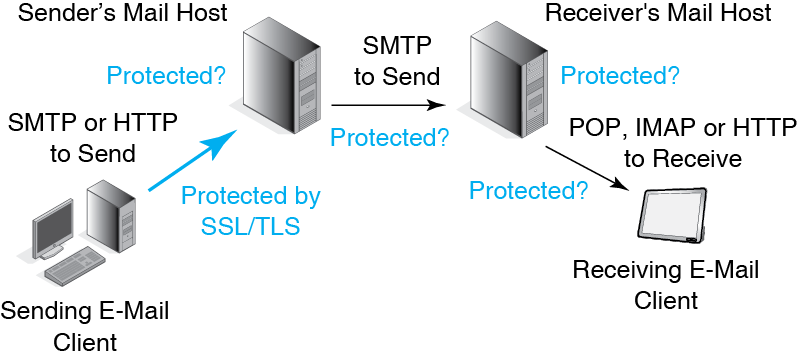 Sender’s Mail Host
Receiver's Mail Host
SMTP
to Send
Protected?
Protected?
Protected?
SMTP or HTTP
to Send
POP, IMAP or HTTP
to Receive
Protected by
SSL/TLS
Protected?
Sending E-Mail
Client
Receiving E-Mail
Client